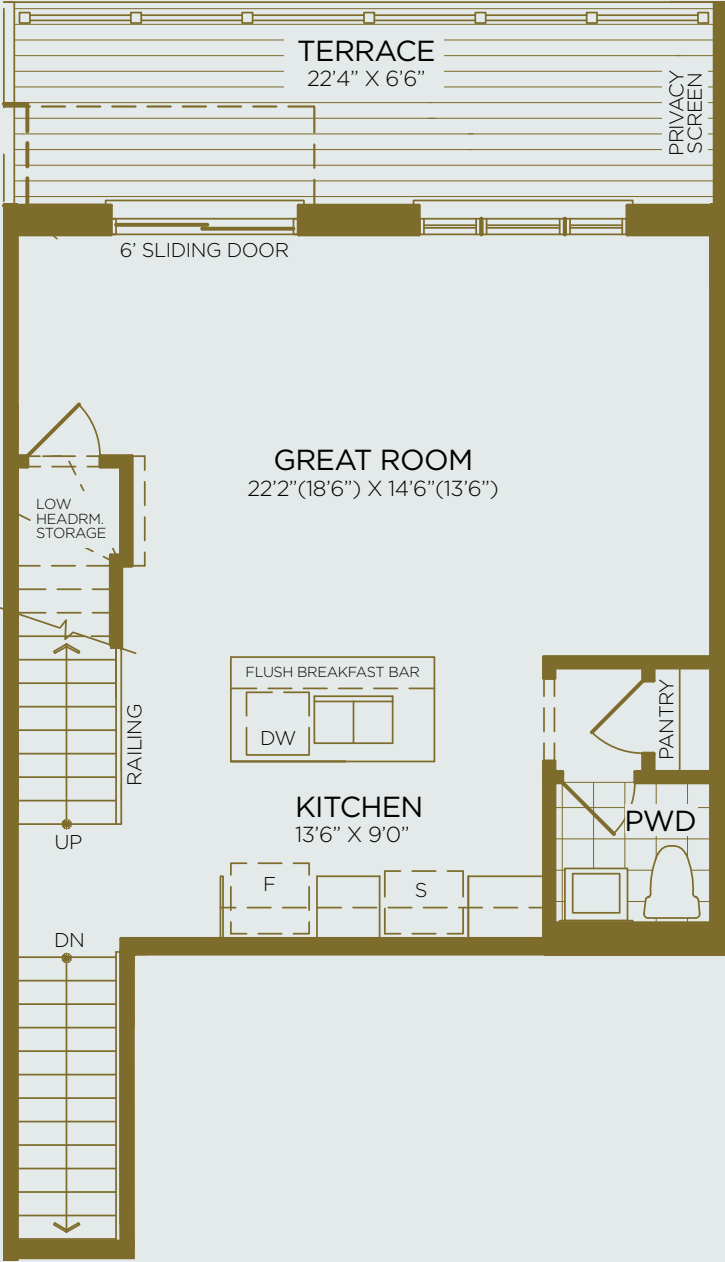 TERRACE
22'4” X 6'6”
PRIVACY
SCREEN
6' SLIDING DOOR
GREAT ROOM
22'2”(18'6”) X 14'6”(13'6”)
LOW
HEADRM.
STORAGE
FLUSH BREAKFAST BAR
DW
RAILING
PANTRY
KITCHEN
13'6” X 9'0”
PWD
UP
F
S
DN